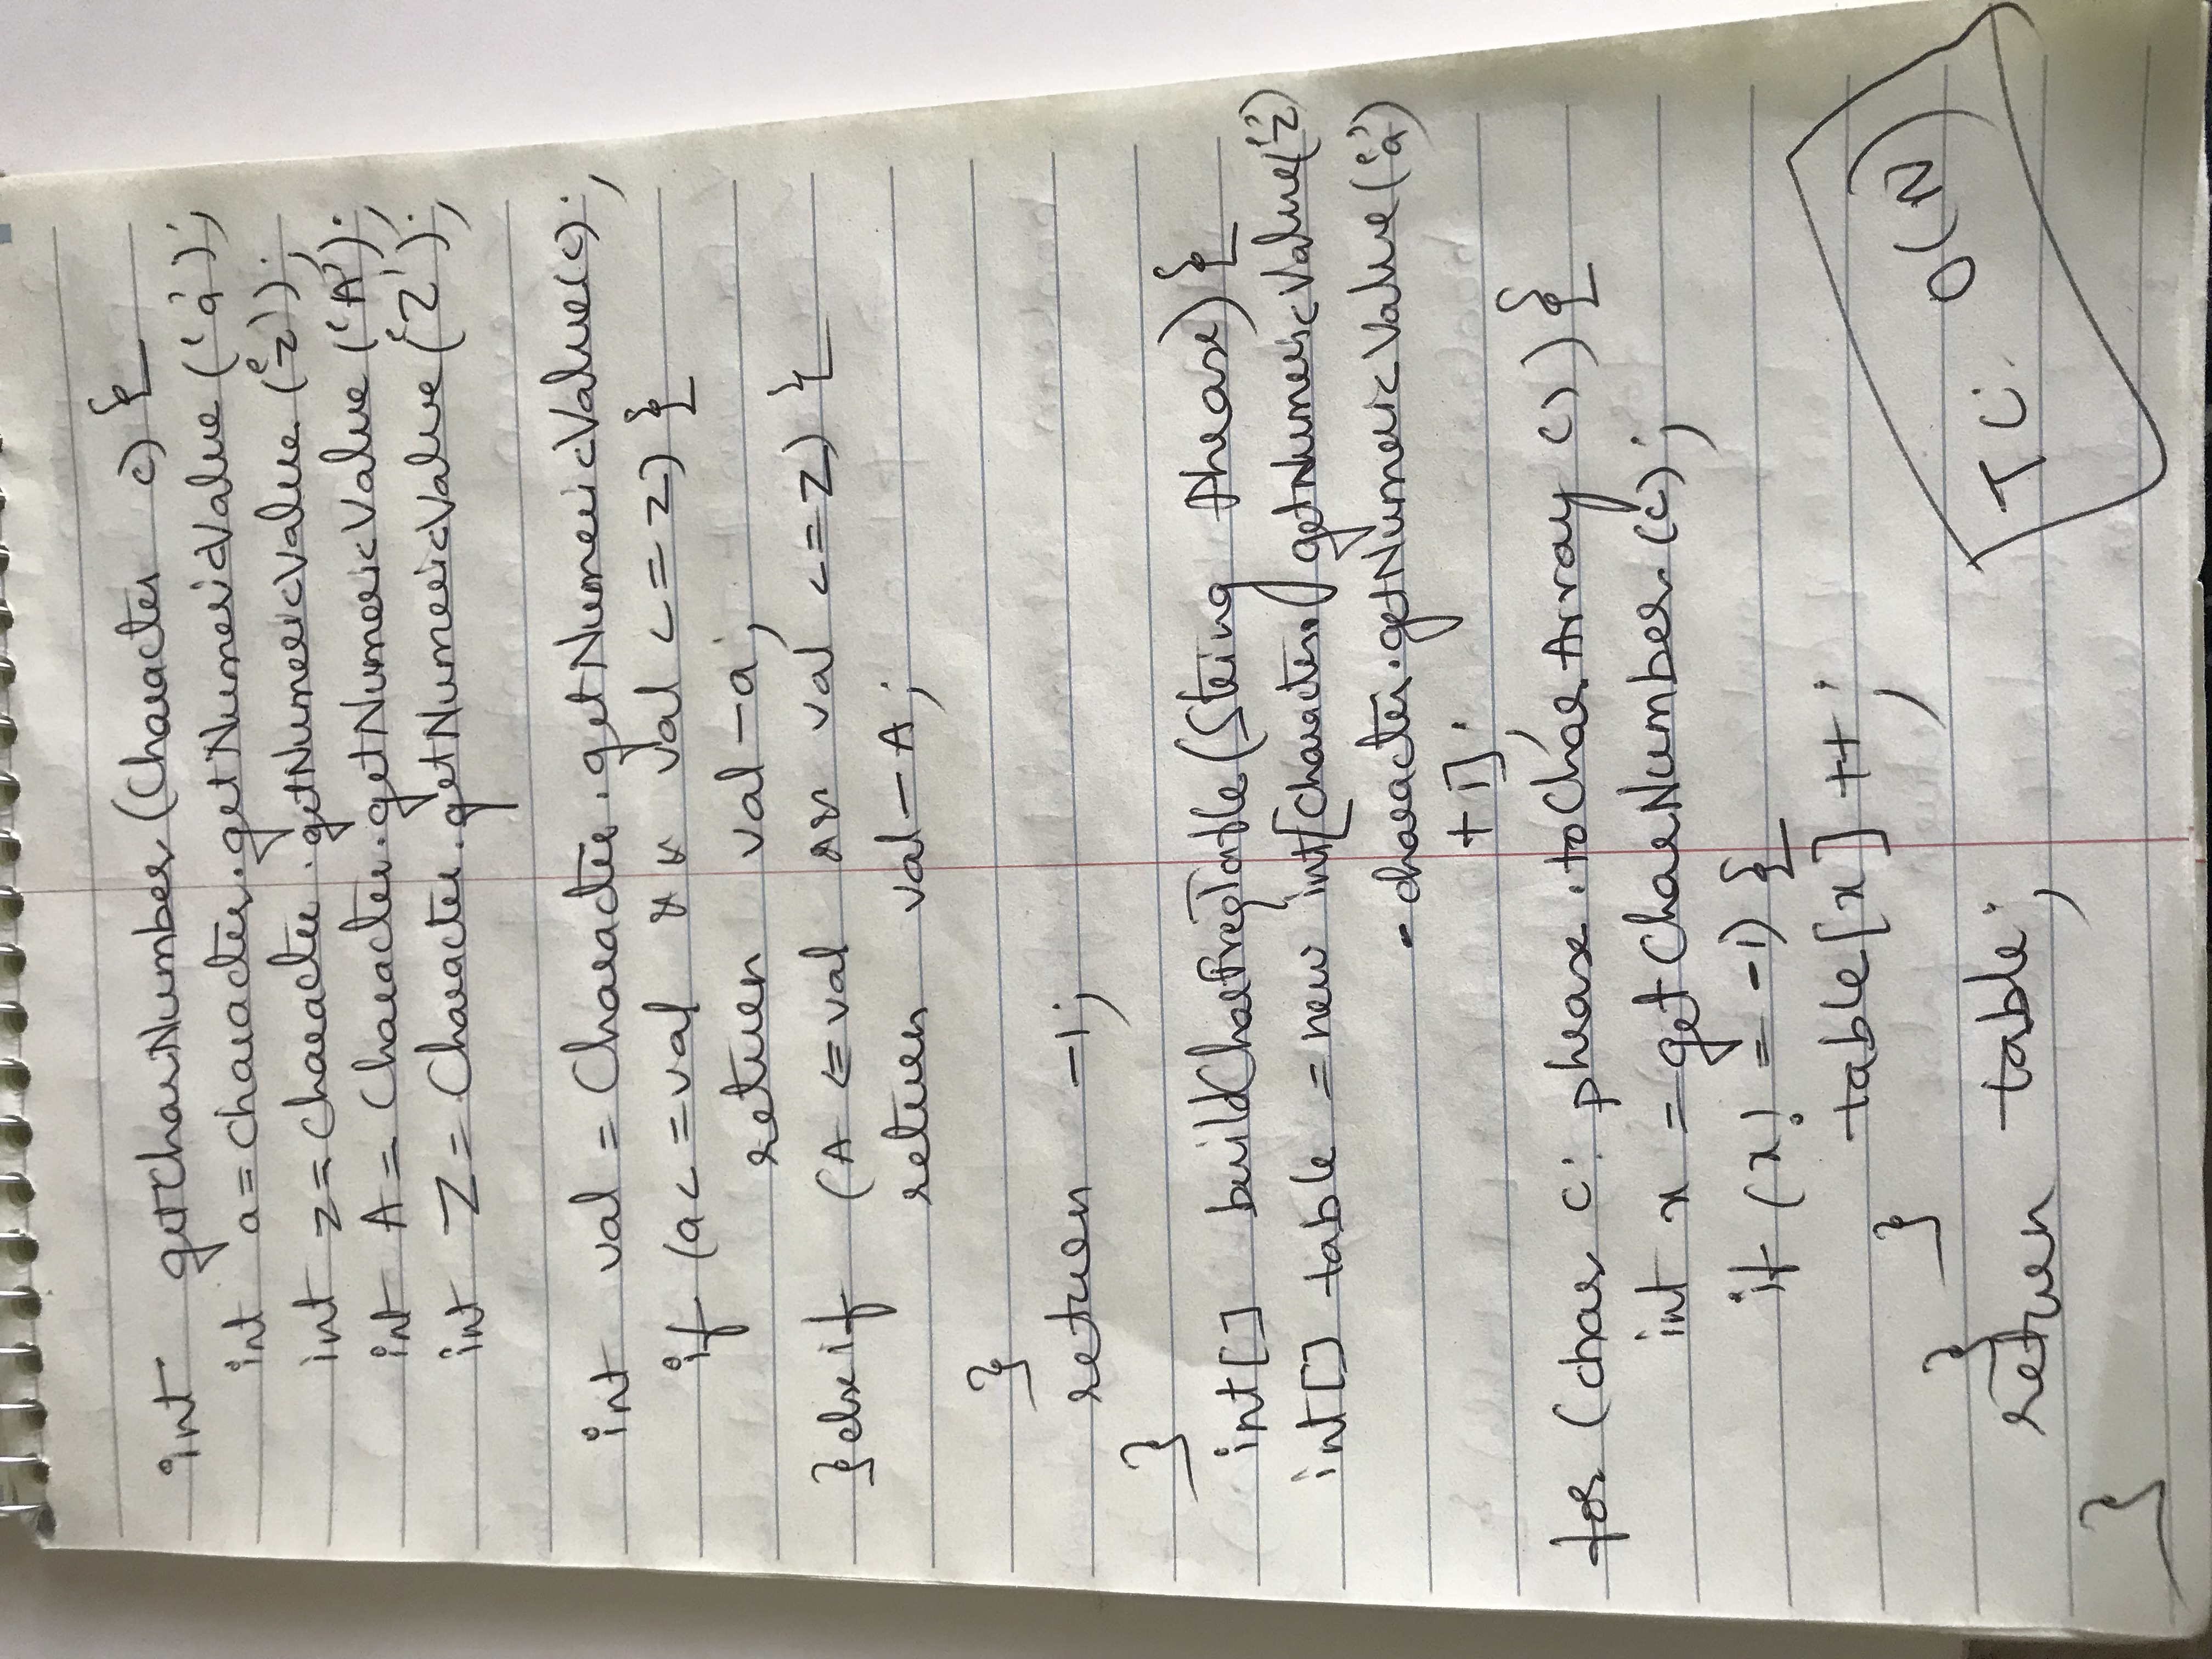 int getCharNumber(Character c) {
int a = Character.getNumericValue('a');
int z = Character.getNumericValue('z');
int A = Character.getNumericValue('A');
int Z = Character.getNumericValue('Z');
int val = Character.getNumericValue(c);
if (a <= val && val <= z) {
return val - a;
} else if (A <= val && val <= Z) {
return val - A;
}
return -1;
}
int[] buildCharFreqTable(String phrase) {
int[] table = new int[Character.getNumericValue('z')
- character.getNumericValue('a')
+ 1];
for (char c : phrase.toCharArray()) {
int x = getCharNumber(c);
if (x != -1) {
table[x]++;
}
}
return table;
TC: O(N)
}